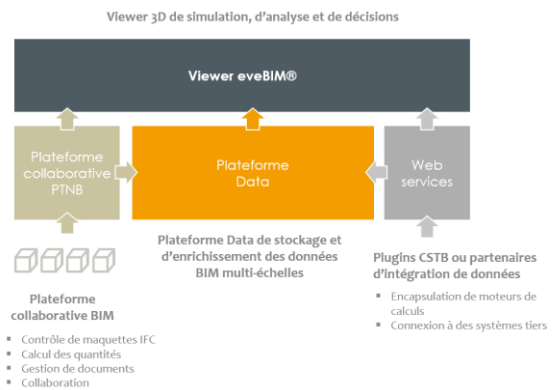 Viewer 3D de simulation, d'analyse et de décisions
Viewer eveBIM®
Plateforme
collaborative
PTNB
Plateforme
Data
Web
services
Plateforme Data de stockage et
d'enrichissement des données
BIM multi-échelles
Plugins CSTB ou partenaires
d'intégration de données
▪ Encapsulation de moteurs de
calculs
▪ Connexion à des systèmes tiers
Plateforme
collaborative BIM
▪ Contrôle de maquettes IFC
▪ Calcul des quantités
▪ Gestion de documents
▪ Collaboration